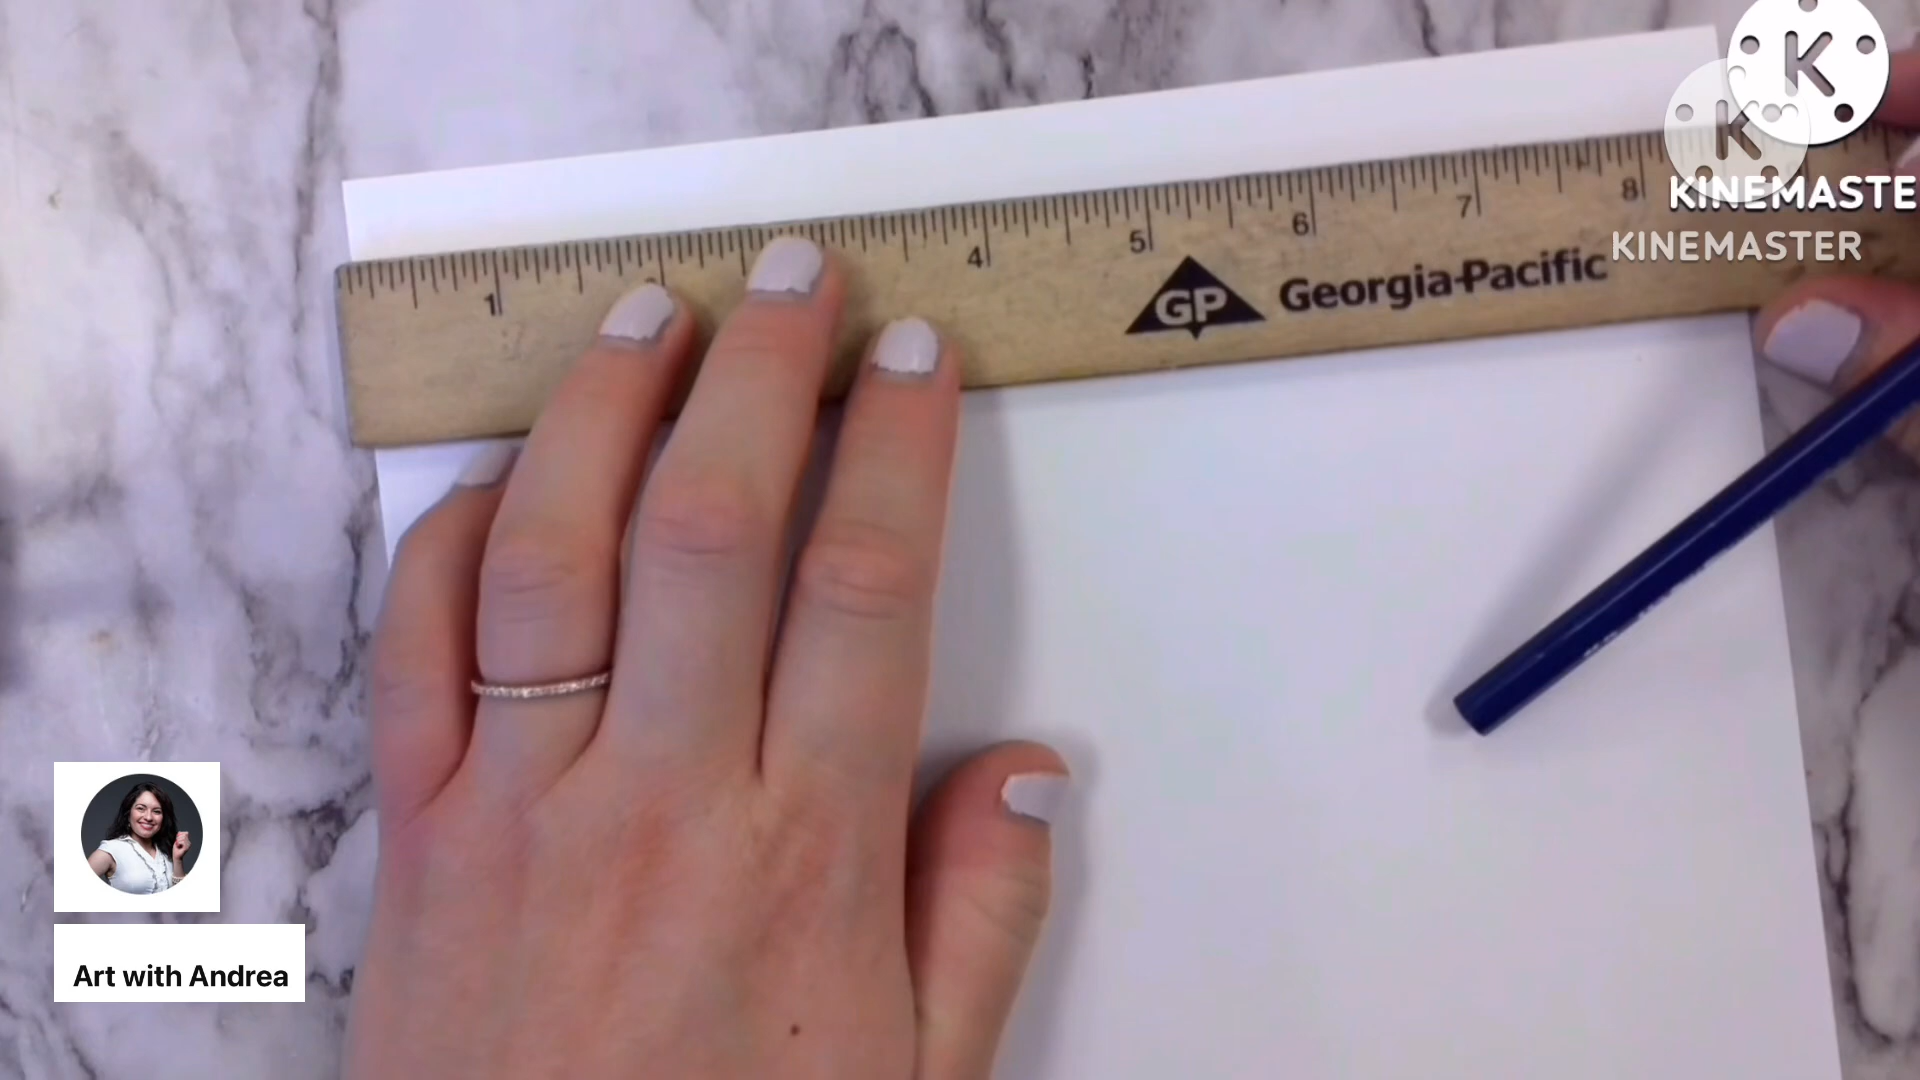 K
K
KINEMASTE
KINEMASTER
1
4
5
6
7
8
GP
Georgia-Pacific
Art with Andrea